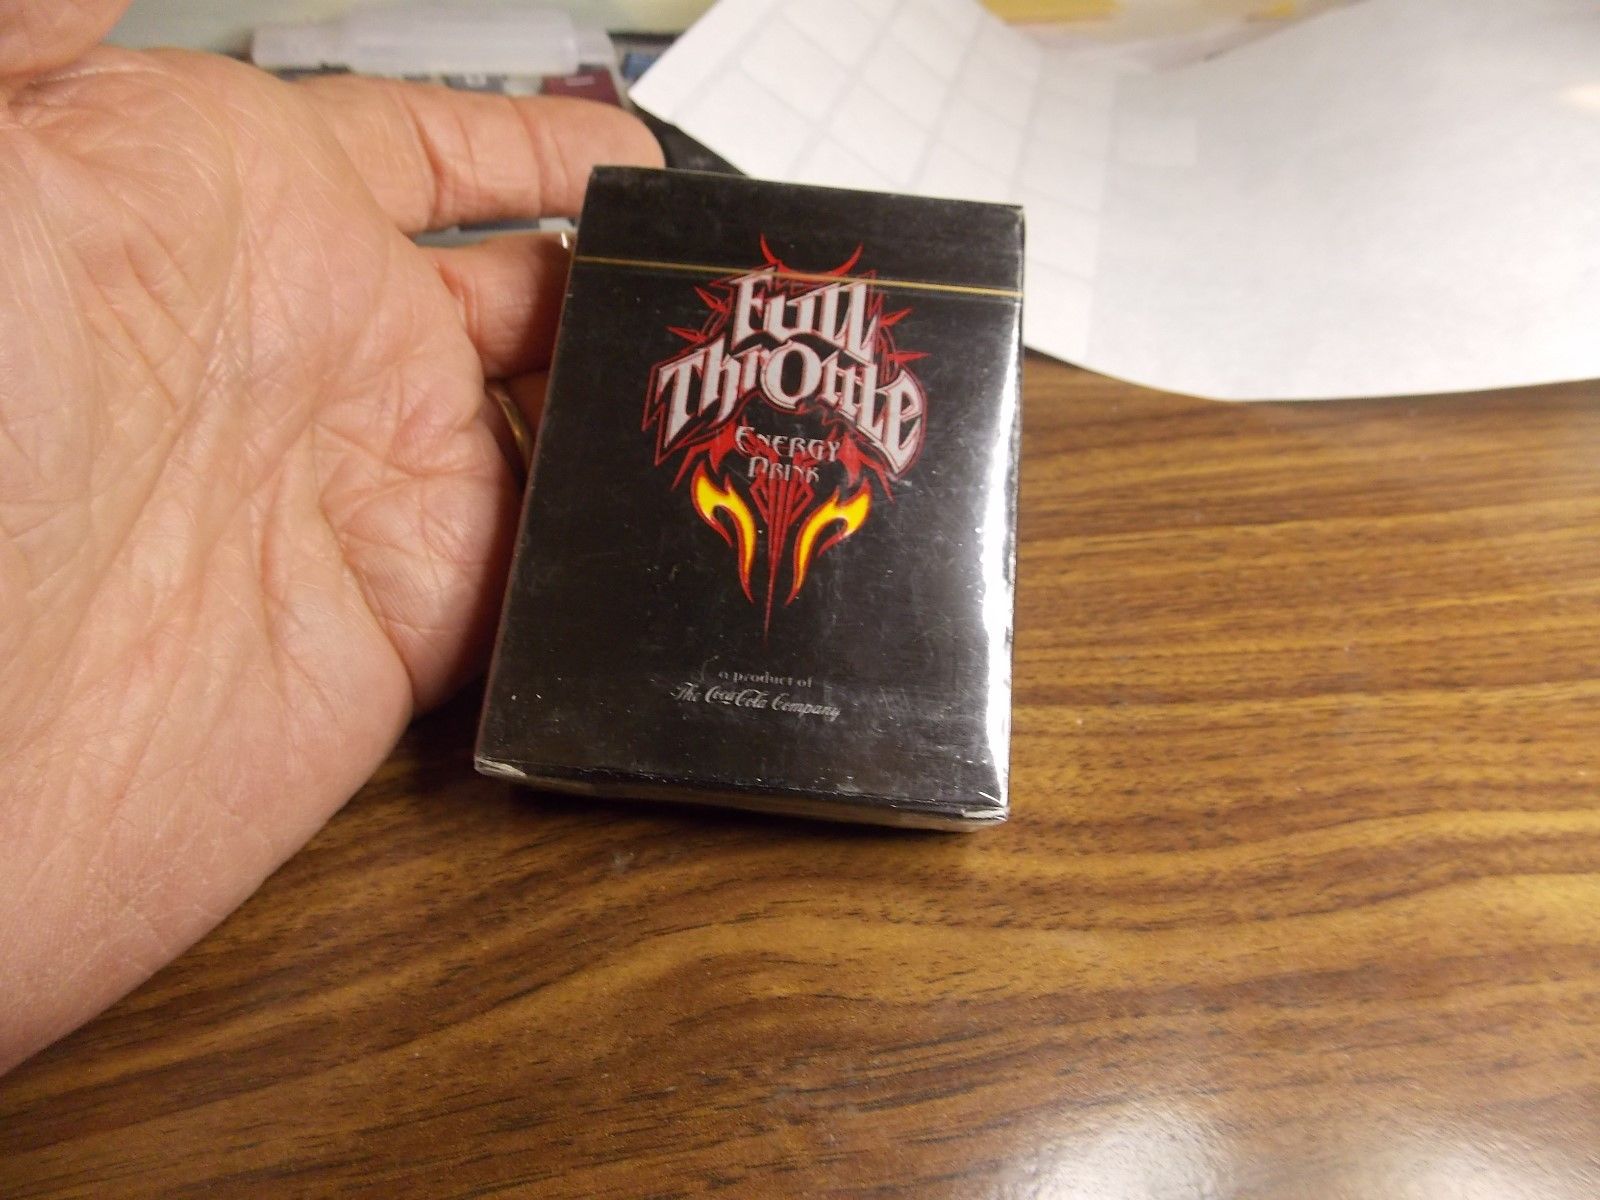 Full
Throttle
Energy
Drink
a product of
The Coca-Cola Company